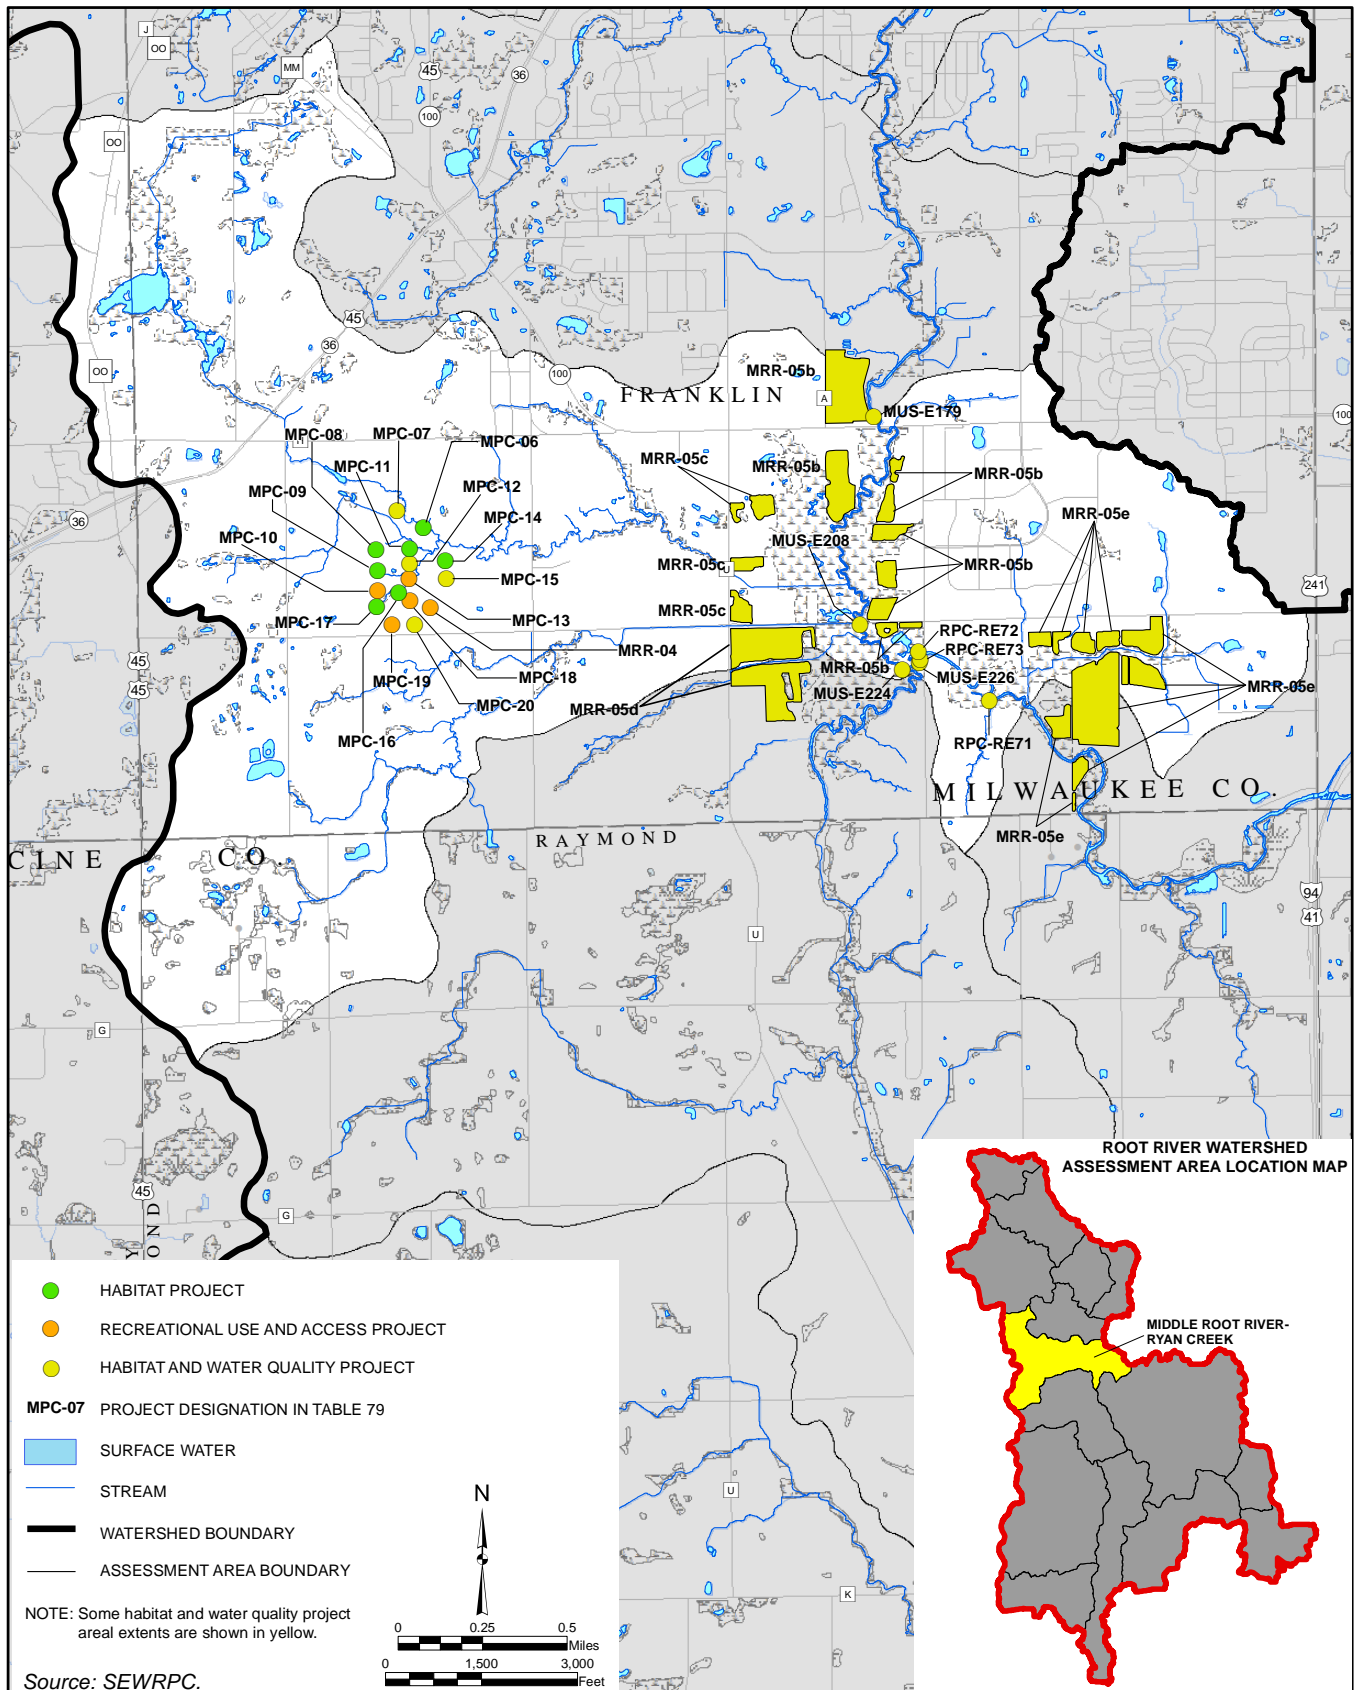 J
OO
MM
45
36
100
OO
45
36
OO
100
FRANKLIN
MRR-05b
A
MUS-E179
100
MPC-08
MPC-07
MPC-06
H
MPC-11
MRR-05c
MRR-05b
MRR-05b
MPC-09
MPC-12
MPC-14
36
MRR-05e
MPC-10
MUS-E208
MRR-05c
U
MRR-05b
MPC-15
241
MRR-05c
MPC-17
MPC-13
RPC-RE72
MRR-04
RPC-RE73
45
MRR-05b
MPC-18
MUS-E226
MPC-19
45
MUS-E224
MRR-05e
MPC-20
MRR-05d
MPC-16
RPC-RE71
MILWAUKEE CO.
RAYMOND
MRR-05e
CINE CO.
94
41
U
G
45
G
Y
OND
ROOT RIVER WATERSHED
ASSESSMENT AREA LOCATION MAP
MIDDLE ROOT RIVER-
RYAN CREEK
U
K
HABITAT PROJECT
RECREATIONAL USE AND ACCESS PROJECT
HABITAT AND WATER QUALITY PROJECT
MPC-07 PROJECT DESIGNATION IN TABLE 79
SURFACE WATER
STREAM
WATERSHED BOUNDARY
ASSESSMENT AREA BOUNDARY
NOTE: Some habitat and water quality project
areal extents are shown in yellow.
Source: SEWRPC.
N
0 0.25 0.5
Miles
0 1,500 3,000
Feet